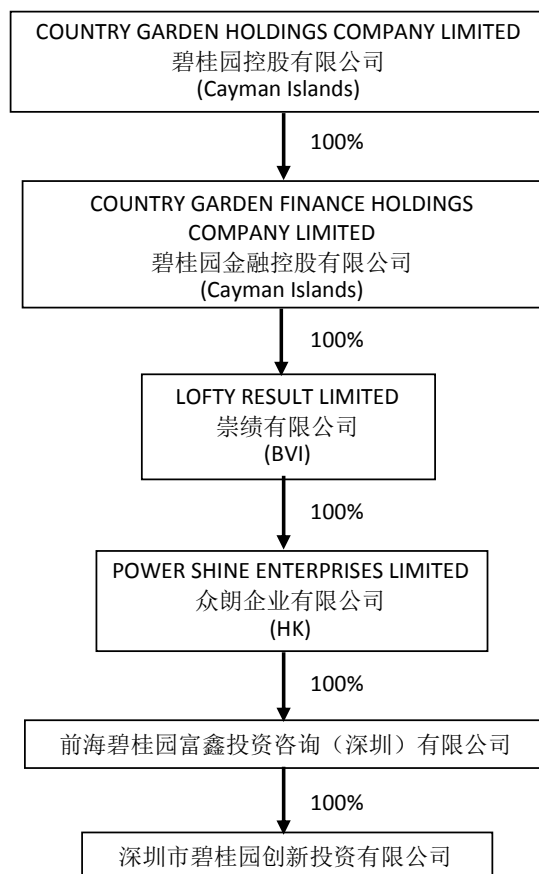 COUNTRY GARDEN HOLDINGS COMPANY LIMITED
碧桂园控股有限公司
(Cayman Islands)
100%
COUNTRY GARDEN FINANCE HOLDINGS
COMPANY LIMITED
碧桂园金融控股有限公司
(Cayman Islands)
100%
LOFTY RESULT LIMITED
崇绩有限公司
(BVI)
100%
POWER SHINE ENTERPRISES LIMITED
众朗企业有限公司
(HK)
100%
前海碧桂园富鑫投资咨询（深圳）有限公司
100%
深圳市碧桂园创新投资有限公司